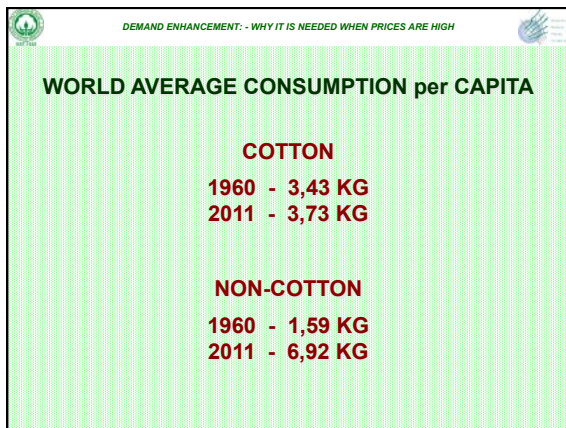 DEMAND ENHANCEMENT: - WHY IT IS NEEDED WHEN PRICES ARE HIGH
WORLD AVERAGE CONSUMPTION per CAPITA
COTTON
1960 - 3,43 KG
2011 - 3,73 KG
NON-COTTON
1960 - 1,59 KG
2011 - 6,92 KG